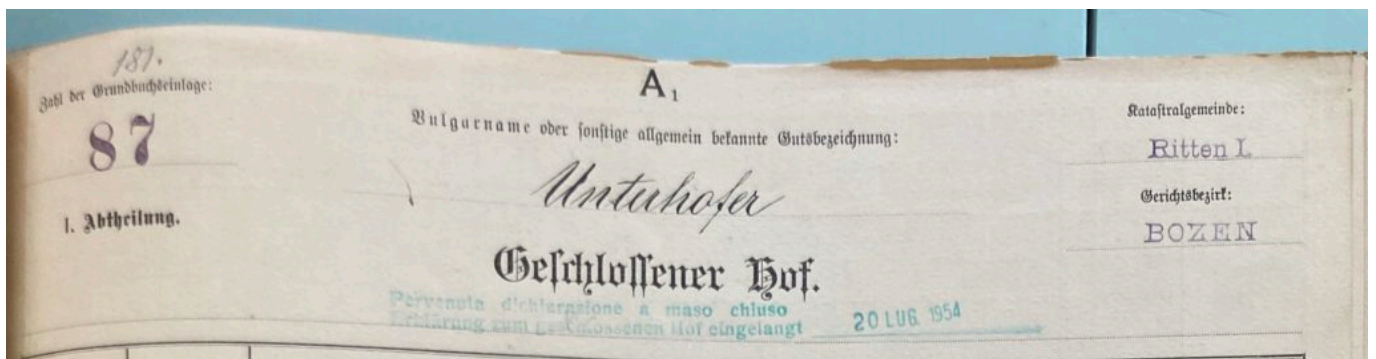 181.
Zahl der Grundbuchseinlage:
87
I. Abtheilung.
A1
Vulgarname oder sonstige allgemein bekannte Gutsbezeichnung:
Unterhofer
Geschlossener Hof.
Pervenuta dichiarazione a maso chiuso
Erklärung zum geschlossenen Hof eingelangt 20 LUG. 1954
Katastralgemeinde:
Ritten I.
Gerichtsbezirk:
BOZEN